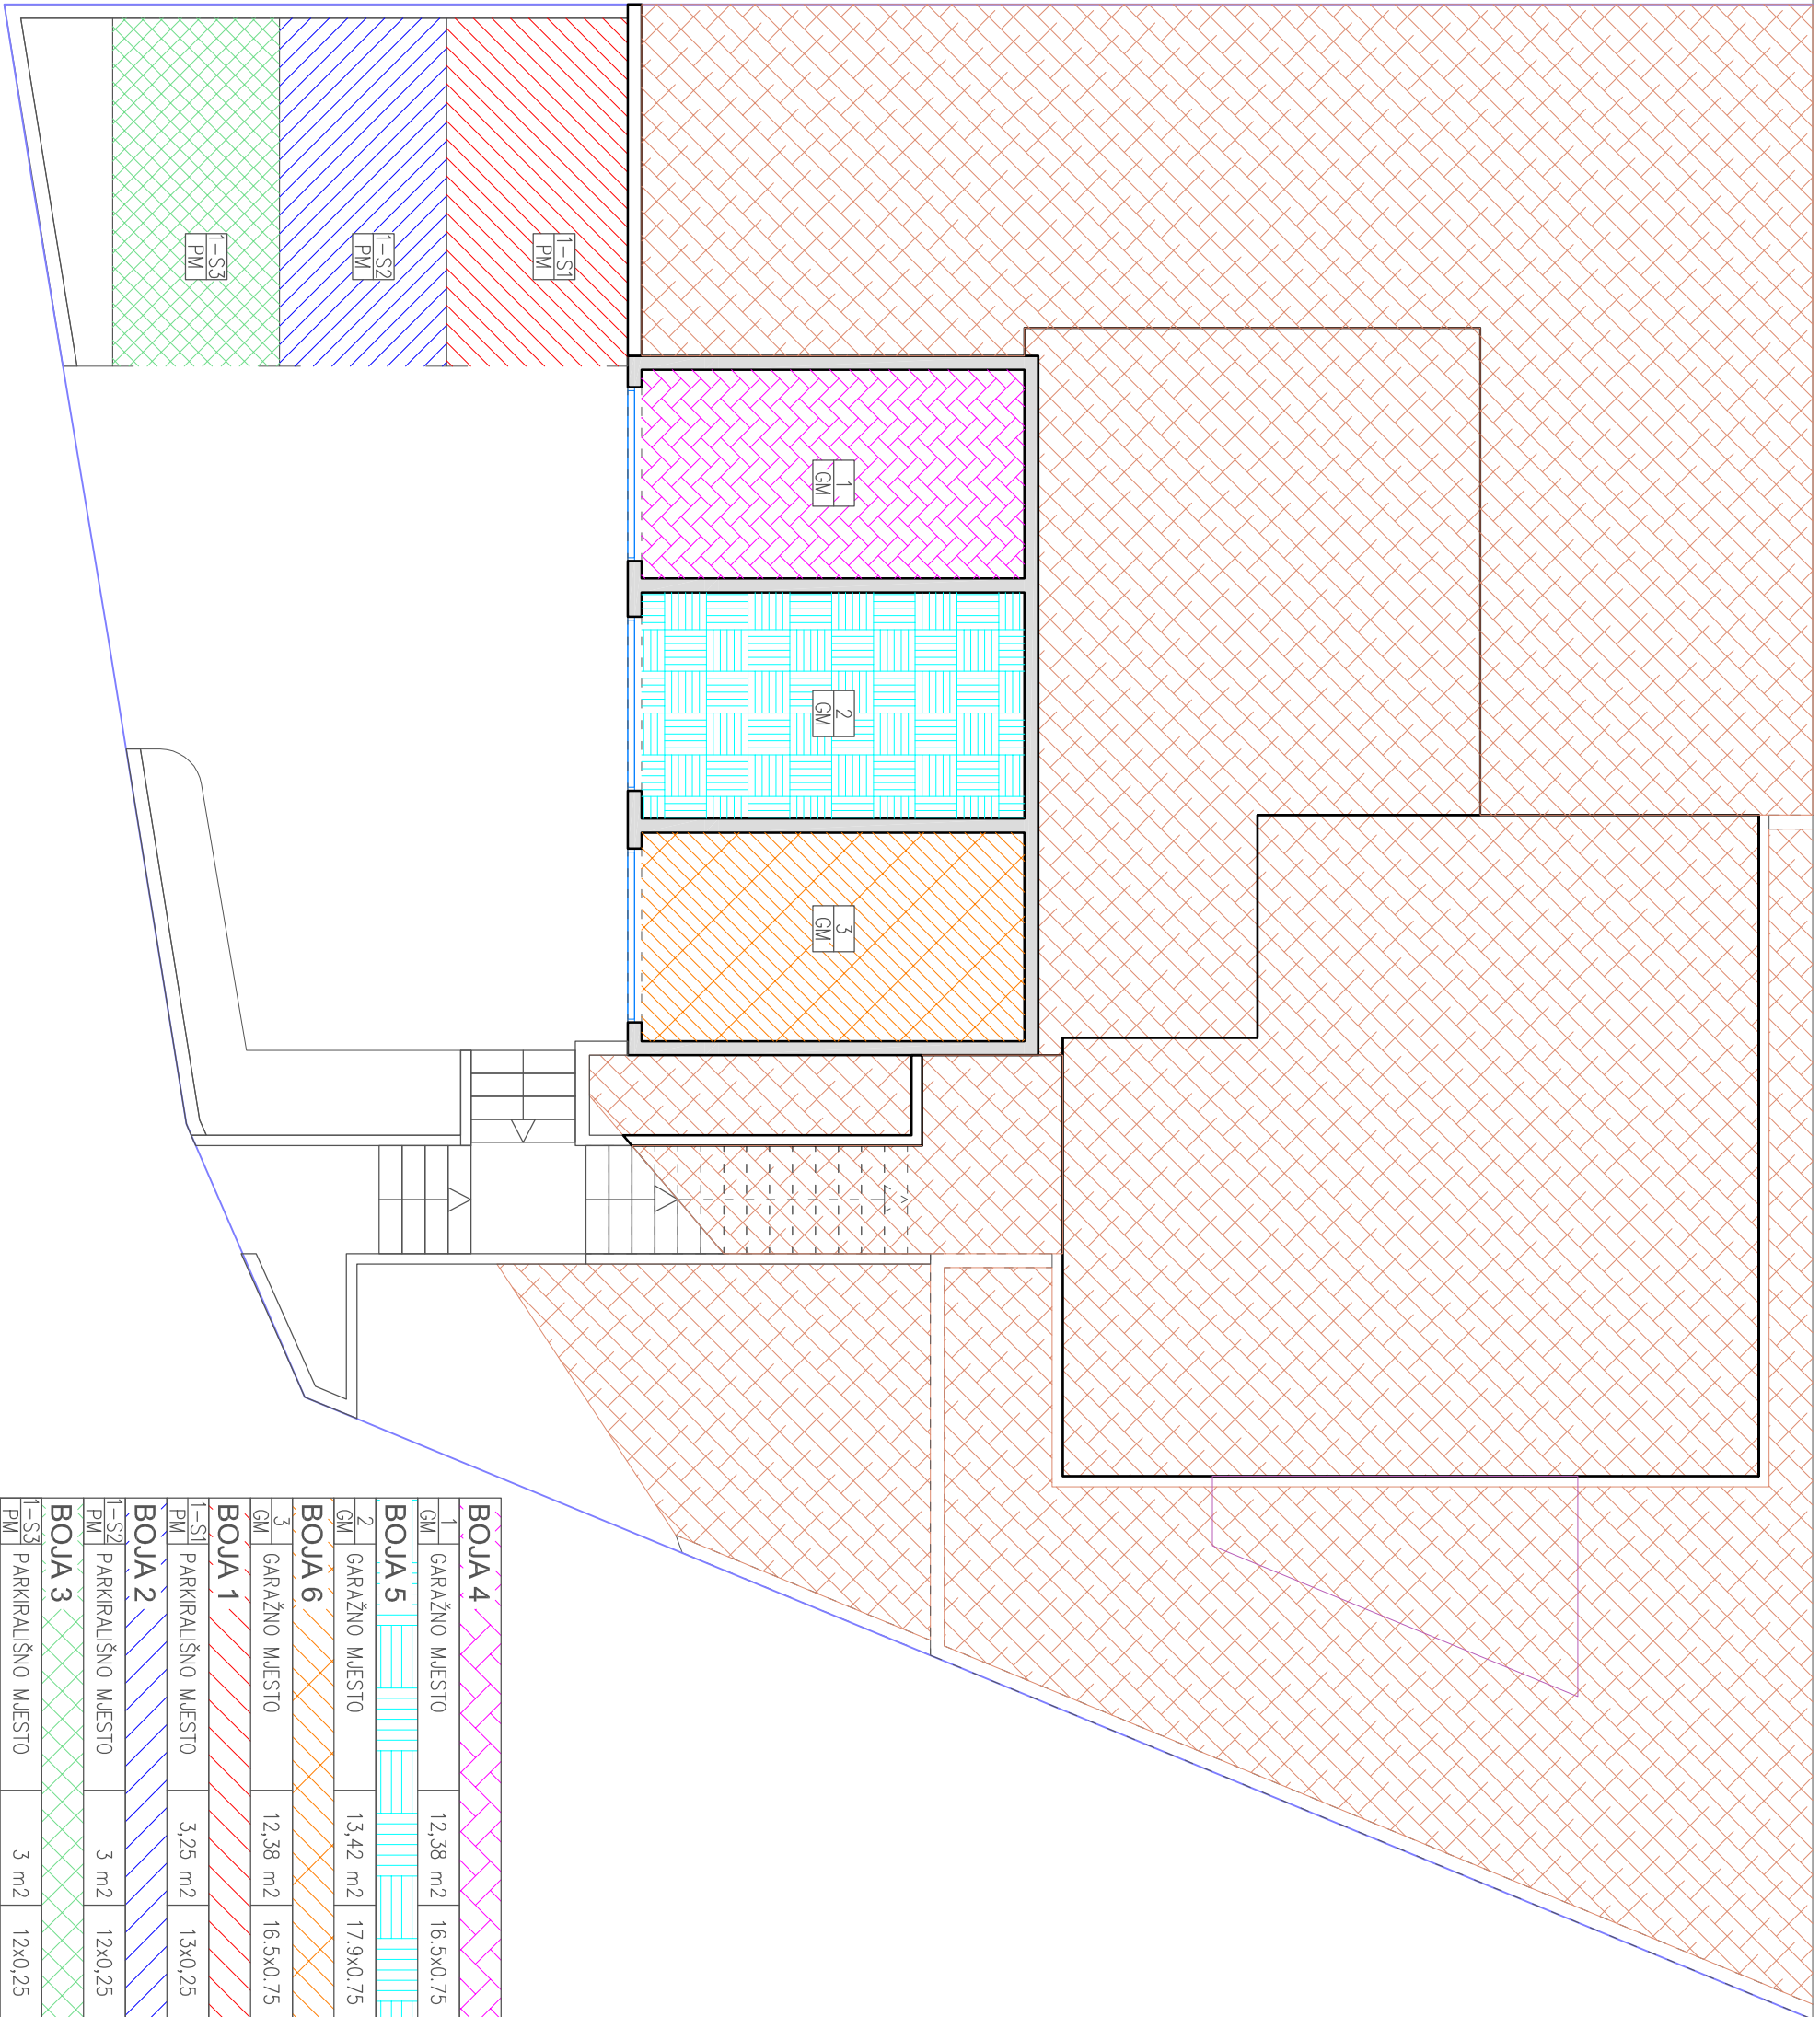 1-S1
PM
1-S2
PM
1-S3
PM
1
GM
2
GM
3
GM
BOJA 4
1
GM
GARAŽNO MJESTO
12,38 m2
16.5x0.75
BOJA 5
2
GM
GARAŽNO MJESTO
13,42 m2
17.9x0.75
BOJA 6
3
GM
GARAŽNO MJESTO
12,38 m2
16.5x0.75
BOJA 1
1-S1
PM
PARKIRALIŠNO MJESTO
3,25 m2
13x0,25
BOJA 2
1-S2
PM
PARKIRALIŠNO MJESTO
3 m2
12x0,25
BOJA 3
1-S3
PM
PARKIRALIŠNO MJESTO
3 m2
12x0,25